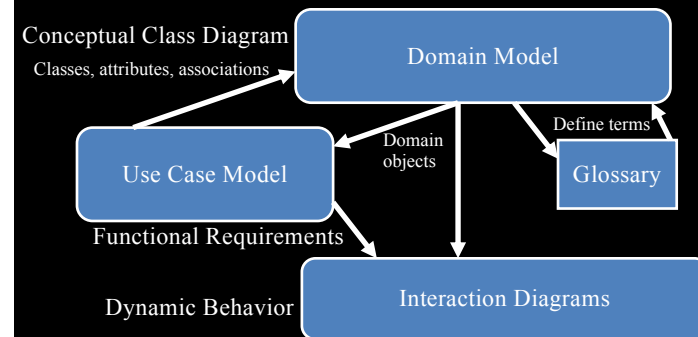 Conceptual Class Diagram
Classes, attributes, associations
Domain Model
Define terms
Domain
objects
Use Case Model
Glossary
Functional Requirements
Dynamic Behavior
Interaction Diagrams